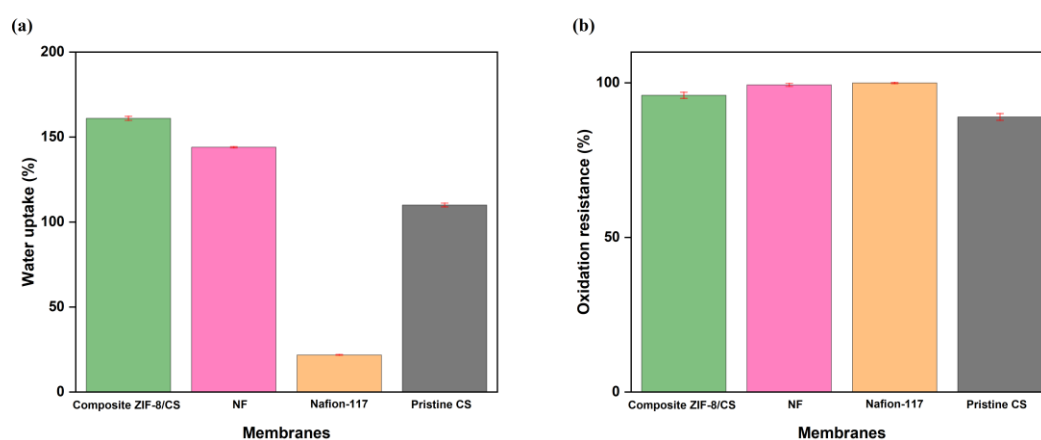 (a)
Water uptake (%)
200
150
100
50
0
Composite ZIF-8/CS NF Nafion-117 Pristine CS
Membranes
(b)
Oxidation resistance (%)
100
50
0
Composite ZIF-8/CS NF Nafion-117 Pristine CS
Membranes